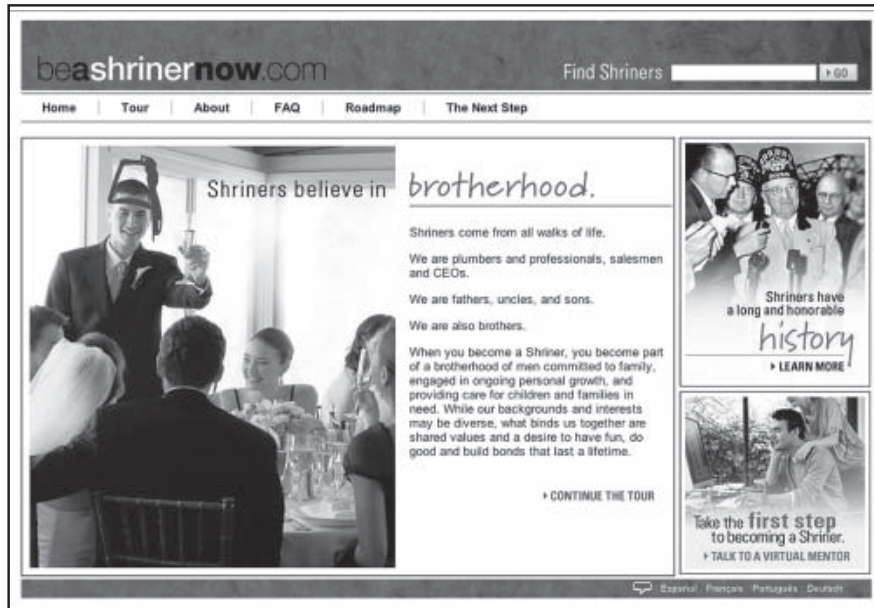 beashrinernow.com
Find Shriners
GO
Home Tour About FAQ Roadmap The Next Step
Shriners believe in brotherhood.
Shriners come from all walks of life.
We are plumbers and professionals, salesmen
and CEOs.
We are fathers, uncles, and sons.
We are also brothers.
When you become a Shriner, you become part
of a brotherhood of men committed to family,
engaged in ongoing personal growth, and
providing care for children and families in
need. While our backgrounds and interests
may be diverse, what binds us together are
shared values and a desire to have fun, do
good and build bonds that last a lifetime.
CONTINUE THE TOUR
Shriners have
a long and honorable
history
LEARN MORE
Take the first step
to becoming a Shriner.
TALK TO A VIRTUAL MENTOR
Español Français Português Deutsch